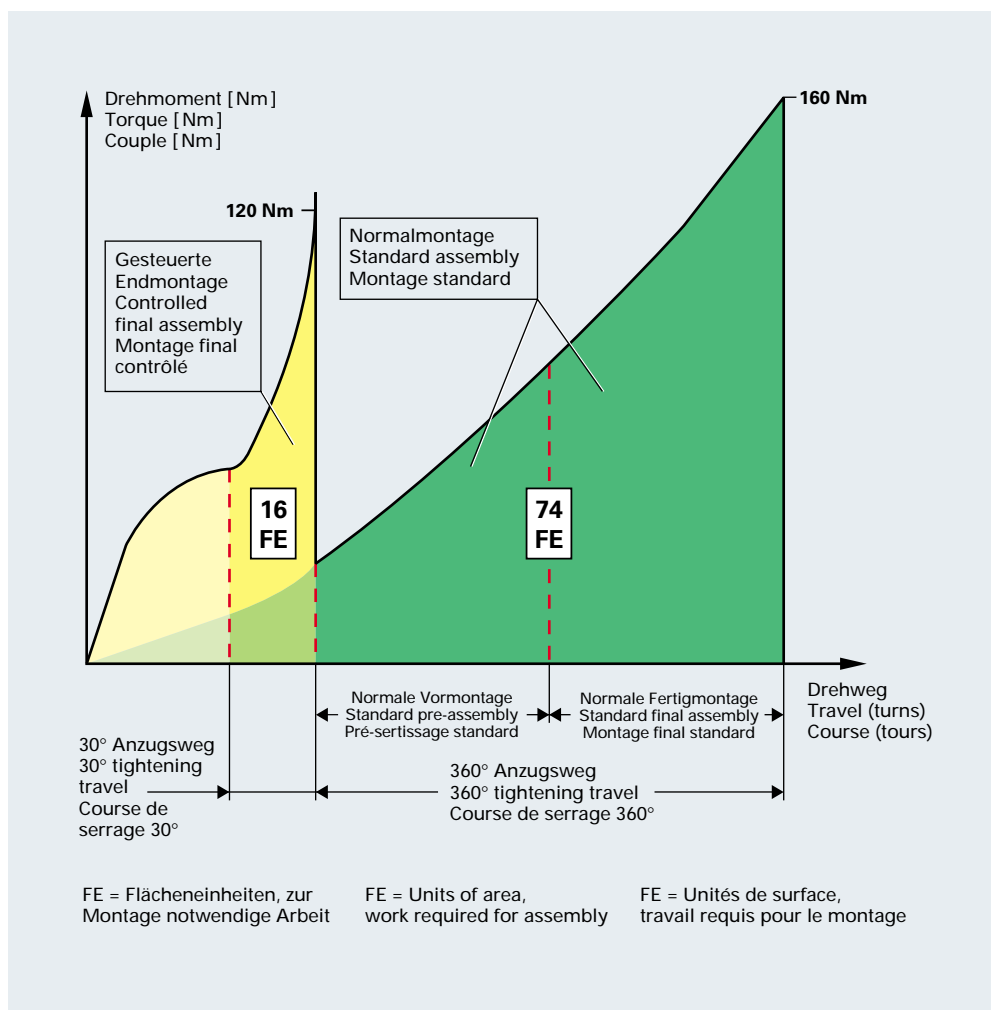 Drehmoment [Nm]
Torque [Nm]
Couple [Nm]
160 Nm
120 Nm
Normalmontage
Standard assembly
Montage standard
Gesteuerte
Endmontage
Controlled
final assembly
Montage final
contrôlé
16
FE
74
FE
Normale Vormontage
Standard pre-assembly
Pré-sertissage standard
Normale Fertigmontage
Standard final assembly
Montage final standard
Drehweg
Travel (turns)
Course (tours)
30° Anzugsweg
30° tightening
travel
Course de
serrage 30°
360° Anzugsweg
360° tightening travel
Course de serrage 360°
FE = Flächeneinheiten, zur
Montage notwendige Arbeit
FE = Units of area,
work required for assembly
FE = Unités de surface,
travail requis pour le montage